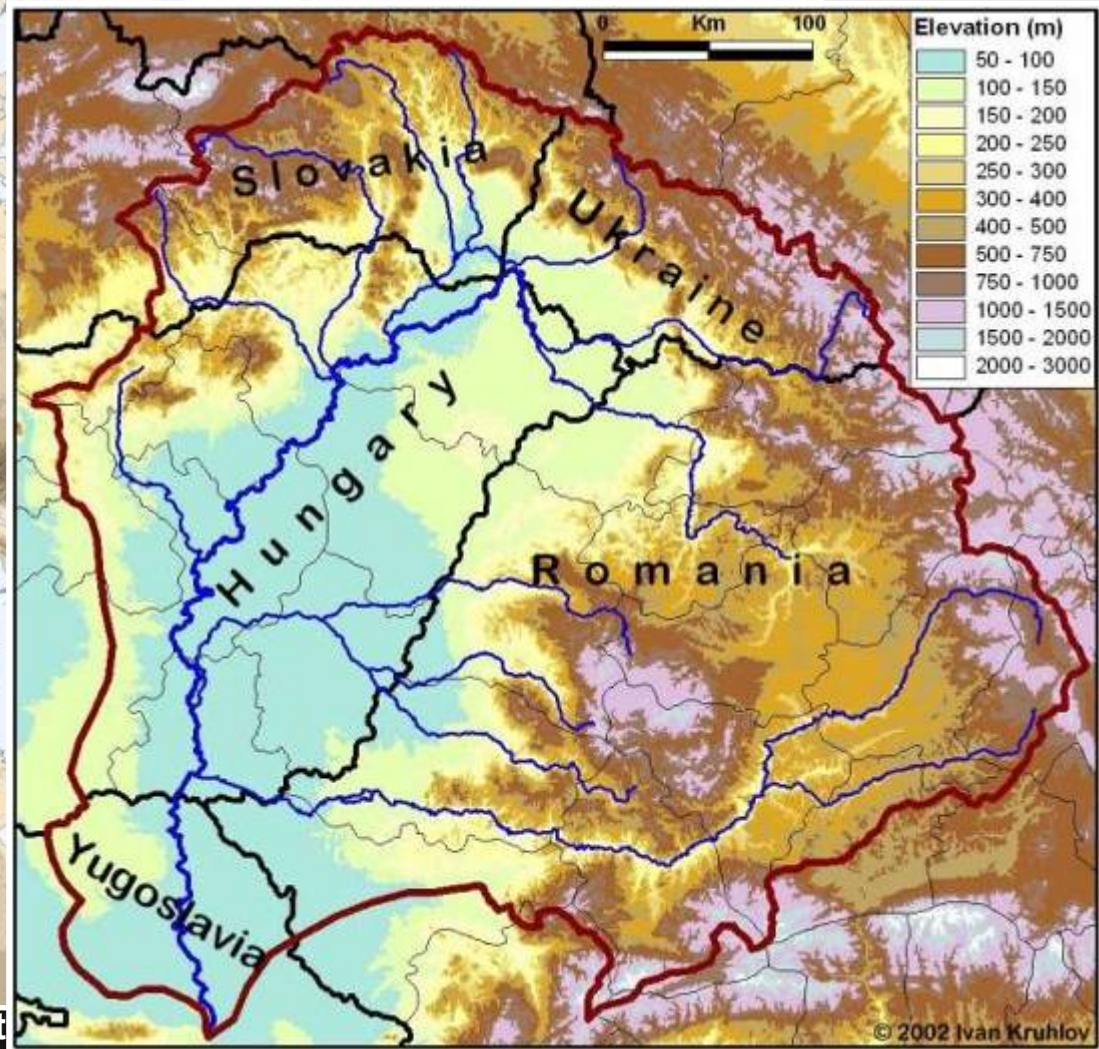 0 Km 100
Elevation (m)
50 - 100
100 - 150
150 - 200
200 - 250
250 - 300
300 - 400
400 - 500
500 - 750
750 - 1000
1000 - 1500
1500 - 2000
2000 - 3000
Slovakia
Ukraine
Hungary
Romania
Yugoslavia
© 2002 Ivan Kruhlov